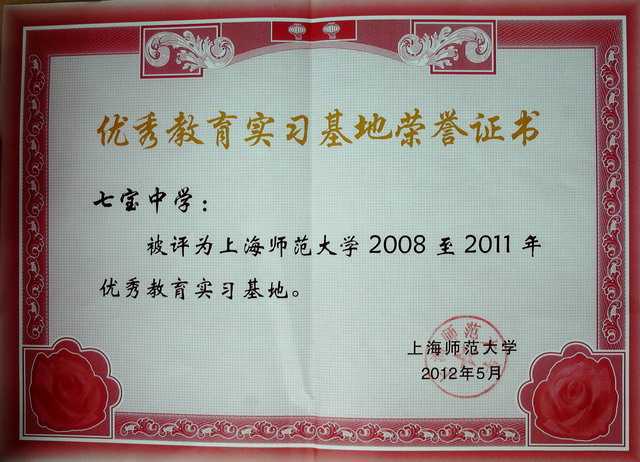 优秀教育实习基地荣誉证书
七宝中学：
被评为上海师范大学 2008 至 2011 年
优秀教育实习基地。
上海师范大学
2012年5月